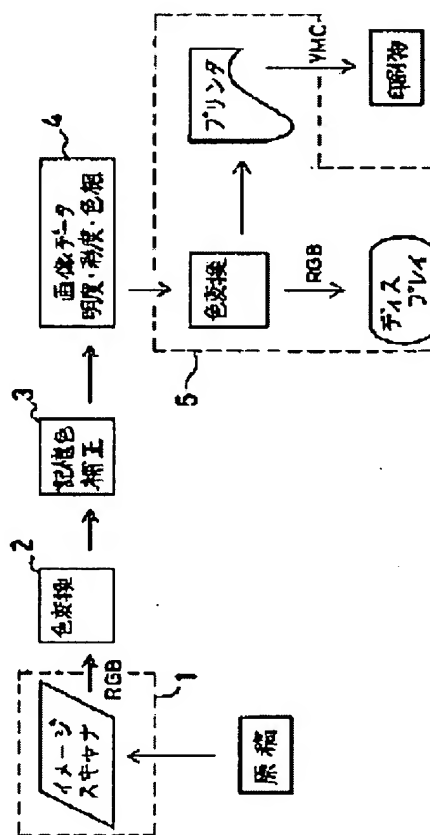 原稿
イメージ
スキャナ
1
RGB
色変換
2
記憶色
補正
3
画像データ
明度・彩度・色相
4
色変換
5
RGB
ディス
プレイ
プリンタ
YMC
印刷物